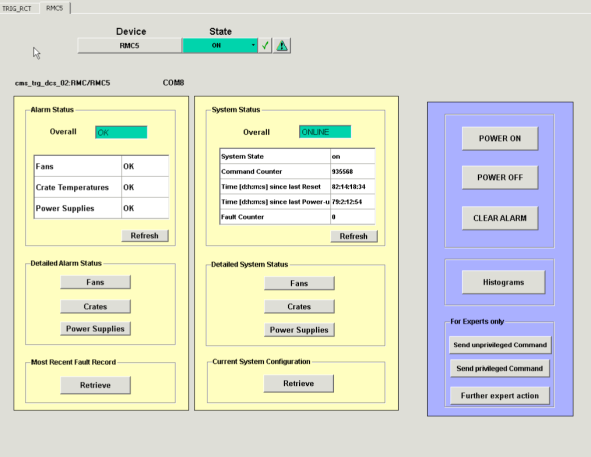 TRIG_RCT RMC5
Device State
RMC5 ON
cms_trg_dcs_02:RMC/RMC5 COM8
Alarm Status
Overall OK
Fans OK
Crate Temperatures OK
Power Supplies OK
Refresh
Detailed Alarm Status
Fans
Crates
Power Supplies
Most Recent Fault Record
Retrieve
System Status
Overall ONLINE
System State on
Command Counter 935568
Time [d:h:m:s] since last Reset 82:14:18:34
Time [d:h:m:s] since last Power-u 79:2:12:54
Fault Counter 0
Refresh
Detailed System Status
Fans
Crates
Power Supplies
Current System Configuration
Retrieve
POWER ON
POWER OFF
CLEAR ALARM
Histograms
For Experts only
Send unprivileged Command
Send privileged Command
Further expert action